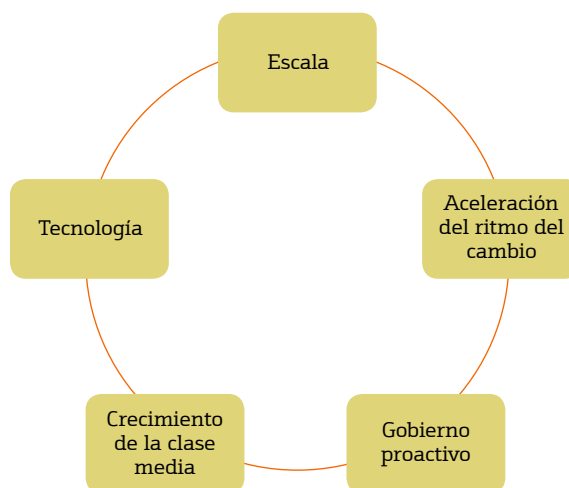 Escala
Aceleración
del ritmo del
cambio
Gobierno
proactivo
Crecimiento
de la clase
media
Tecnología